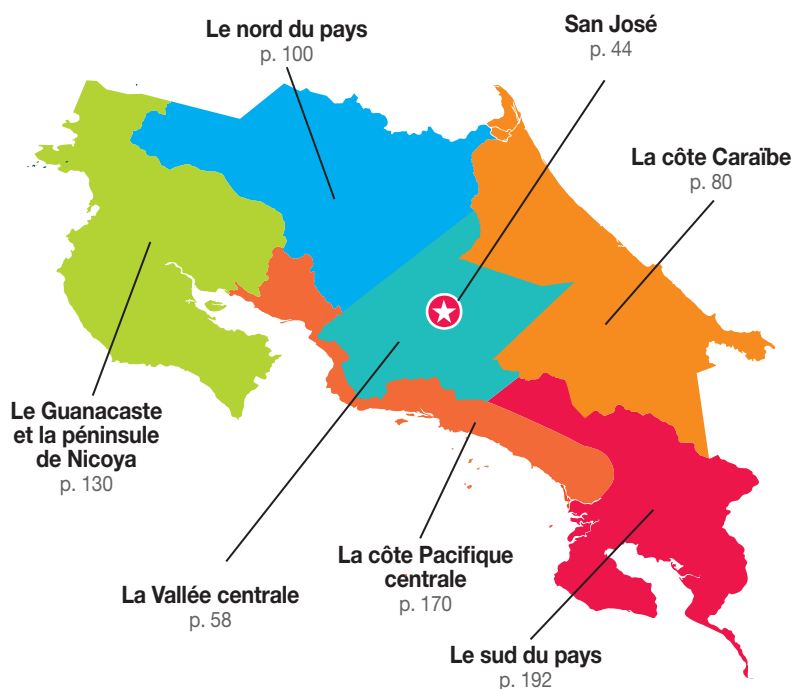 Le nord du pays
p. 100
San José
p. 44
La côte Caraïbe
p. 80
Le Guanacaste
et la péninsule
de Nicoya
p. 130
La côte Pacifique
centrale
p. 170
La Vallée centrale
p. 58
Le sud du pays
p. 192